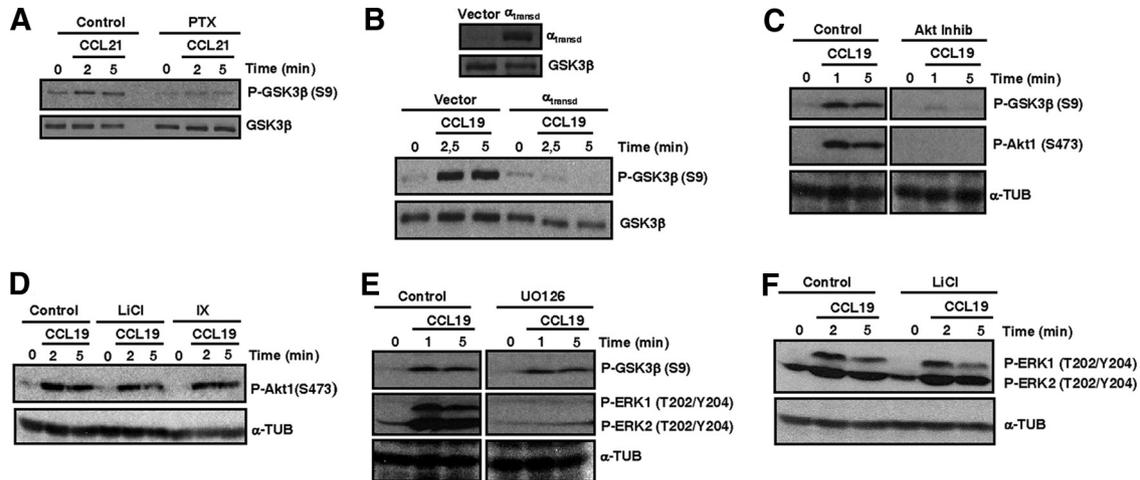 A
Control PTX
CCL21 CCL21
0 2 5 0 2 5 Time (min)
P-GSK3β (S9)
GSK3β
B
Vector αtransd
αtransd
GSK3β
Vector αtransd
CCL19 CCL19
0 2,5 5 0 2,5 5 Time (min)
P-GSK3β (S9)
GSK3β
C
Control Akt Inhib
CCL19 CCL19
0 1 5 0 1 5 Time (min)
P-GSK3β (S9)
P-Akt1 (S473)
α-TUB
D
Control LiCl IX
CCL19 CCL19 CCL19
0 2 5 0 2 5 0 2 5 Time (min)
P-Akt1(S473)
α-TUB
E
Control UO126
CCL19 CCL19
0 1 5 0 1 5 Time (min)
P-GSK3β (S9)
P-ERK1 (T202/Y204)
P-ERK2 (T202/Y204)
α-TUB
F
Control LiCl
CCL19 CCL19
0 2 5 0 2 5 Time (min)
P-ERK1 (T202/Y204)
P-ERK2 (T202/Y204)
α-TUB